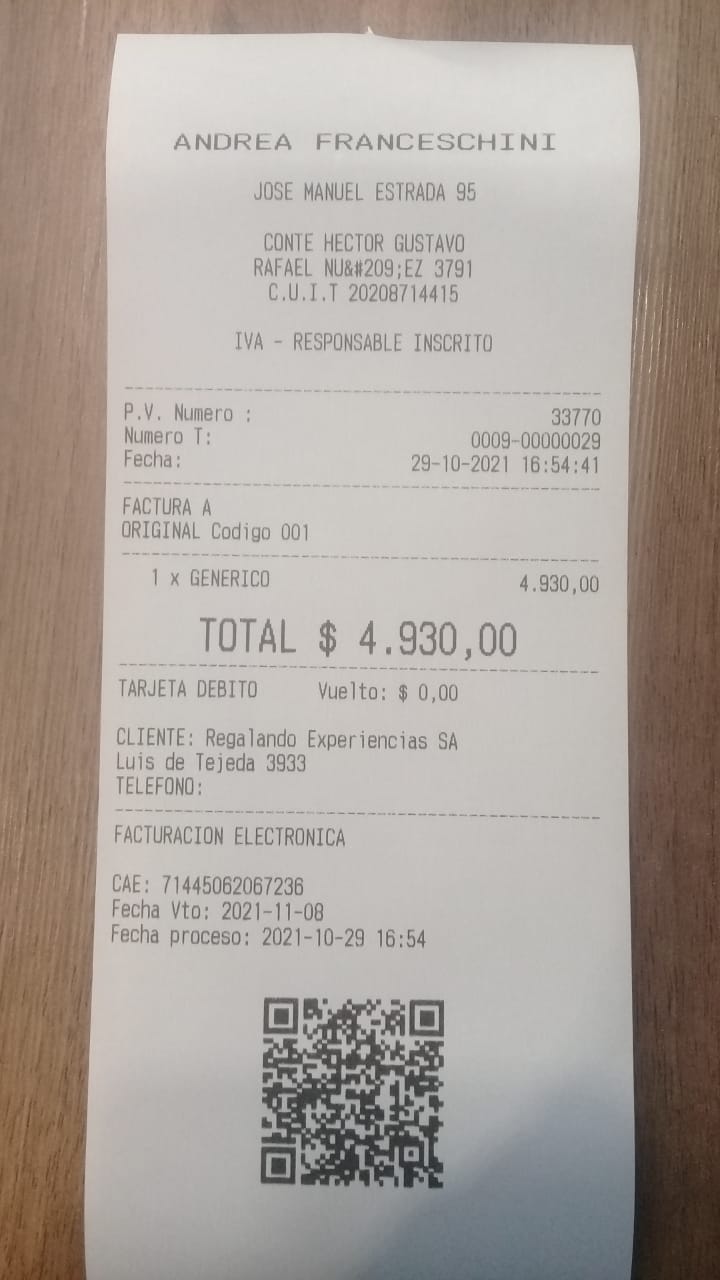 ANDREA FRANCESCHINI
JOSE MANUEL ESTRADA 95
CONTE HECTOR GUSTAVO
RAFAEL NU&#209;EZ 3791
C.U.I.T 20208714415
IVA - RESPONSABLE INSCRITO
P.V. Numero : 33770
Numero T: 0009-00000029
Fecha: 29-10-2021 16:54:41
FACTURA A
ORIGINAL Codigo 001
1 x GENERICO 4.930,00
TOTAL $ 4.930,00
TARJETA DEBITO Vuelto: $ 0,00
CLIENTE: Regalando Experiencias SA
Luis de Tejeda 3933
TELEFONO:
FACTURACION ELECTRONICA
CAE: 71445062067236
Fecha Vto: 2021-11-08
Fecha proceso: 2021-10-29 16:54